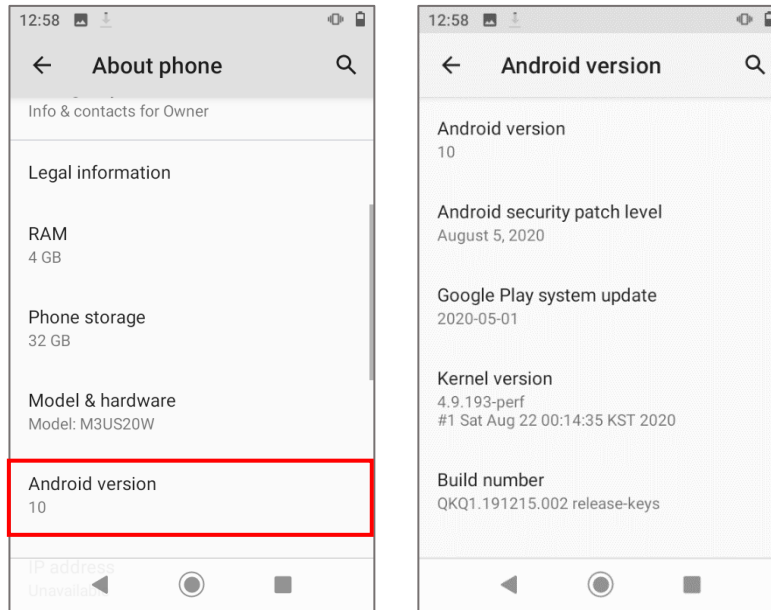 12:58
About phone
Info & contacts for Owner
Legal information
RAM
4 GB
Phone storage
32 GB
Model & hardware
Model: M3US20W
Android version
10
IP address
Unavailable
12:58
Android version
Android version
10
Android security patch level
August 5, 2020
Google Play system update
2020-05-01
Kernel version
4.9.193-perf
#1 Sat Aug 22 00:14:35 KST 2020
Build number
QKQ1.191215.002 release-keys